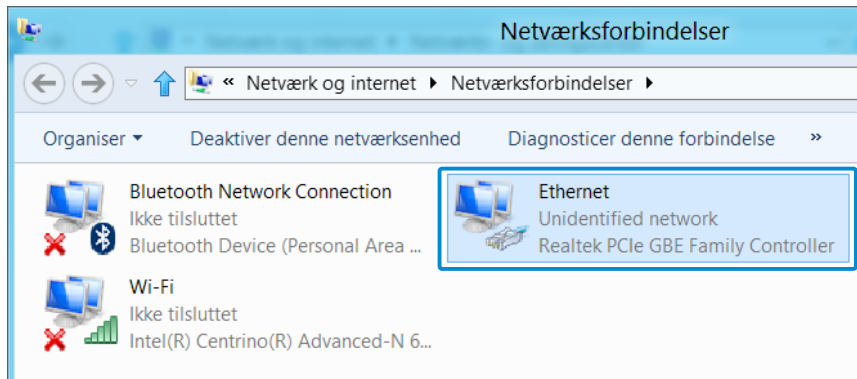 Netværksforbindelser
« Netværk og internet Netværksforbindelser
Organiser Deaktiver denne netværksenhed Diagnosticer denne forbindelse »
Bluetooth Network Connection
Ikke tilsluttet
Bluetooth Device (Personal Area ...
Ethernet
Unidentified network
Realtek PCIe GBE Family Controller
Wi-Fi
Ikke tilsluttet
Intel(R) Centrino(R) Advanced-N 6...